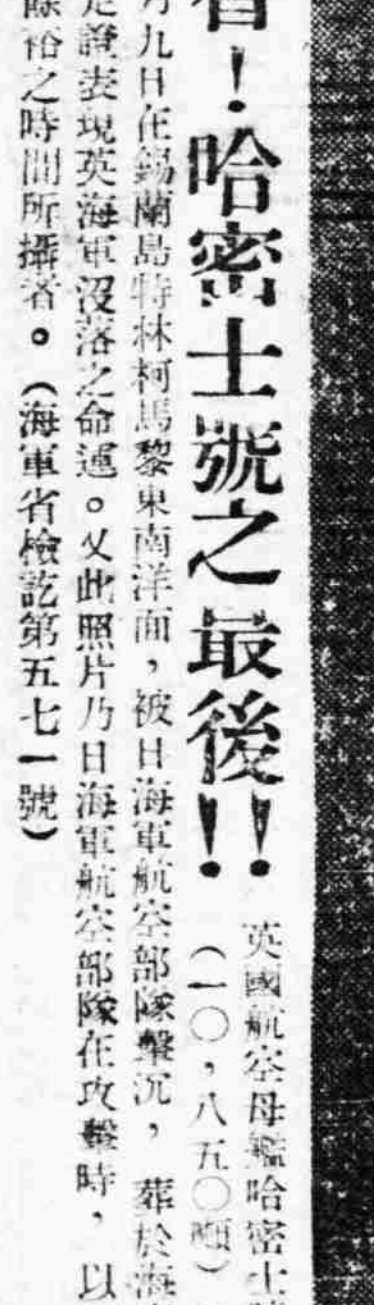 ！哈密士號之最後!!
英國航空母艦哈密士
（一〇，八五〇噸）
月九日在錫蘭島特林柯馬黎東南洋面，被日海軍航空部隊擊沉，葬於海
證表現英海軍沒落之命運。又此照片乃日海軍航空部隊在攻擊時，以
裕之時間所攝者。（海軍省檢訖第五七一號）